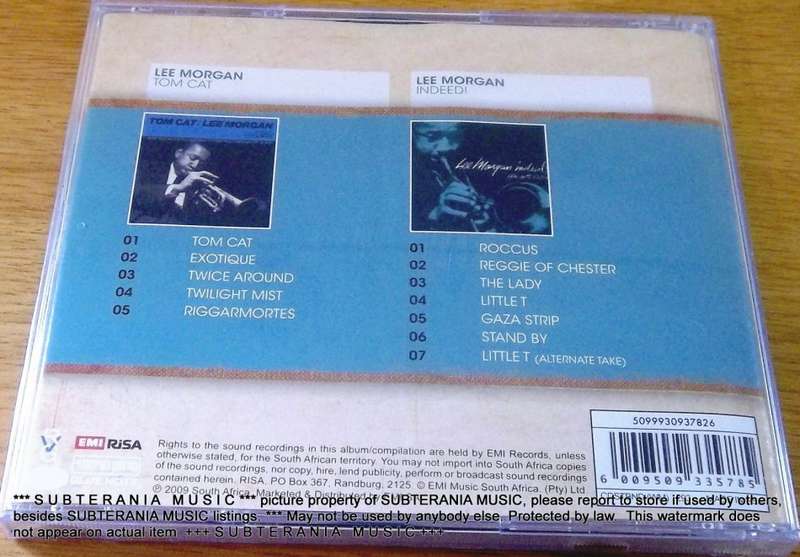 LEE MORGAN
TOM CAT
LEE MORGAN
INDEED!
TOM CAT. LEE MORGAN
Lee Morgan indeed!
01 TOM CAT
02 EXOTIQUE
03 TWICE AROUND
04 TWILIGHT MIST
05 RIGGARMORTES
01 ROCCUS
02 REGGIE OF CHESTER
03 THE LADY
04 LITTLE T
05 GAZA STRIP
06 STAND BY
07 LITTLE T (ALTERNATE TAKE)
EMI RISA
Rights to the sound recordings in this album/compilation are held by EMI Records, unless
otherwise stated, for the South African territory. You may not import into South Africa copies
of the sound recordings, nor copy, hire, lend publicly, perform or broadcast sound recordings
contained herein. RISA. PO Box 367, Randburg, 2125. © EMI Music South Africa. (Pty) Ltd
© 2009 South Africa. Marketed & Distributed
5099930937826
6 009509 335785
*** S U B T E R A N I A M U S I C *** picture property of SUBTERANIA MUSIC, please report to store if used by others,
besides SUBTERANIA MUSIC listings. *** May not be used by anybody else. Protected by law. This watermark does
not appear on actual item +++ S U B T E R A N I A M U S I C +++